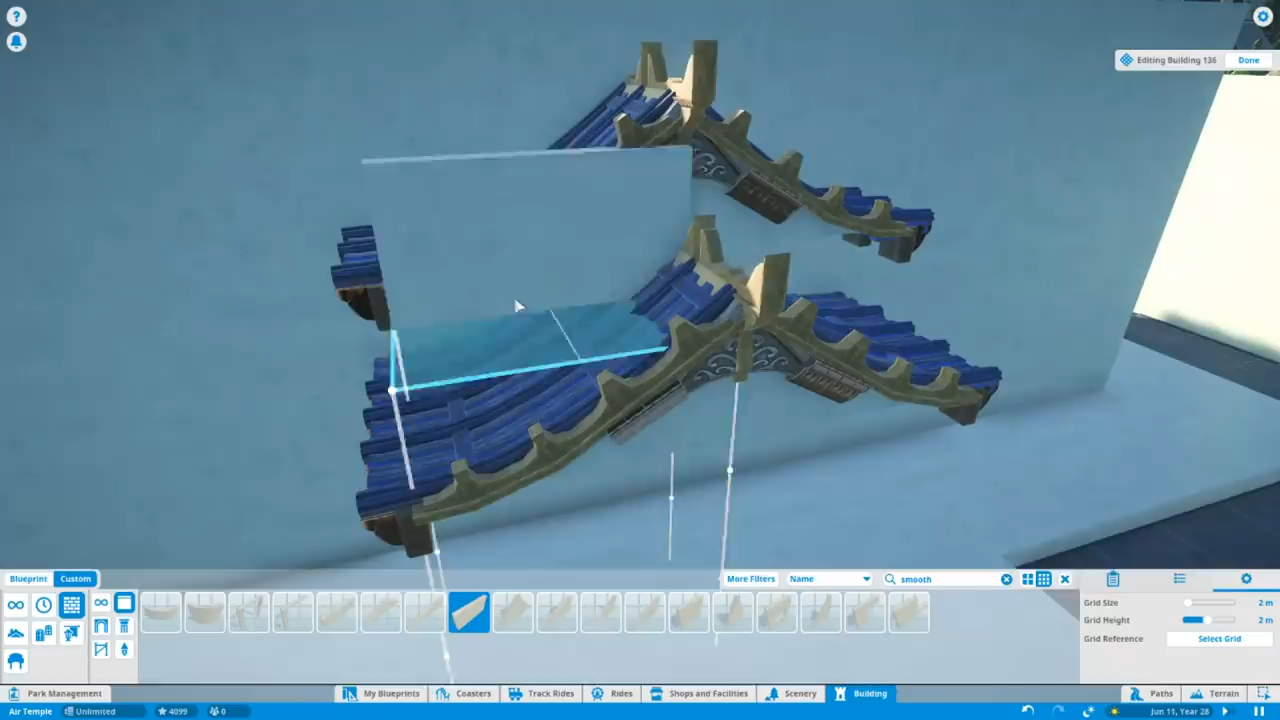 ?
Editing Building 136 Done
Blueprint Custom
More Filters Name smooth
Grid Size 2 m
Grid Height 2 m
Grid Reference Select Grid
Park Management My Blueprints Coasters Track Rides Rides Shops and Facilities Scenery Building Paths Terrain
Air Temple Unlimited 4099 0 Jun 11, Year 28